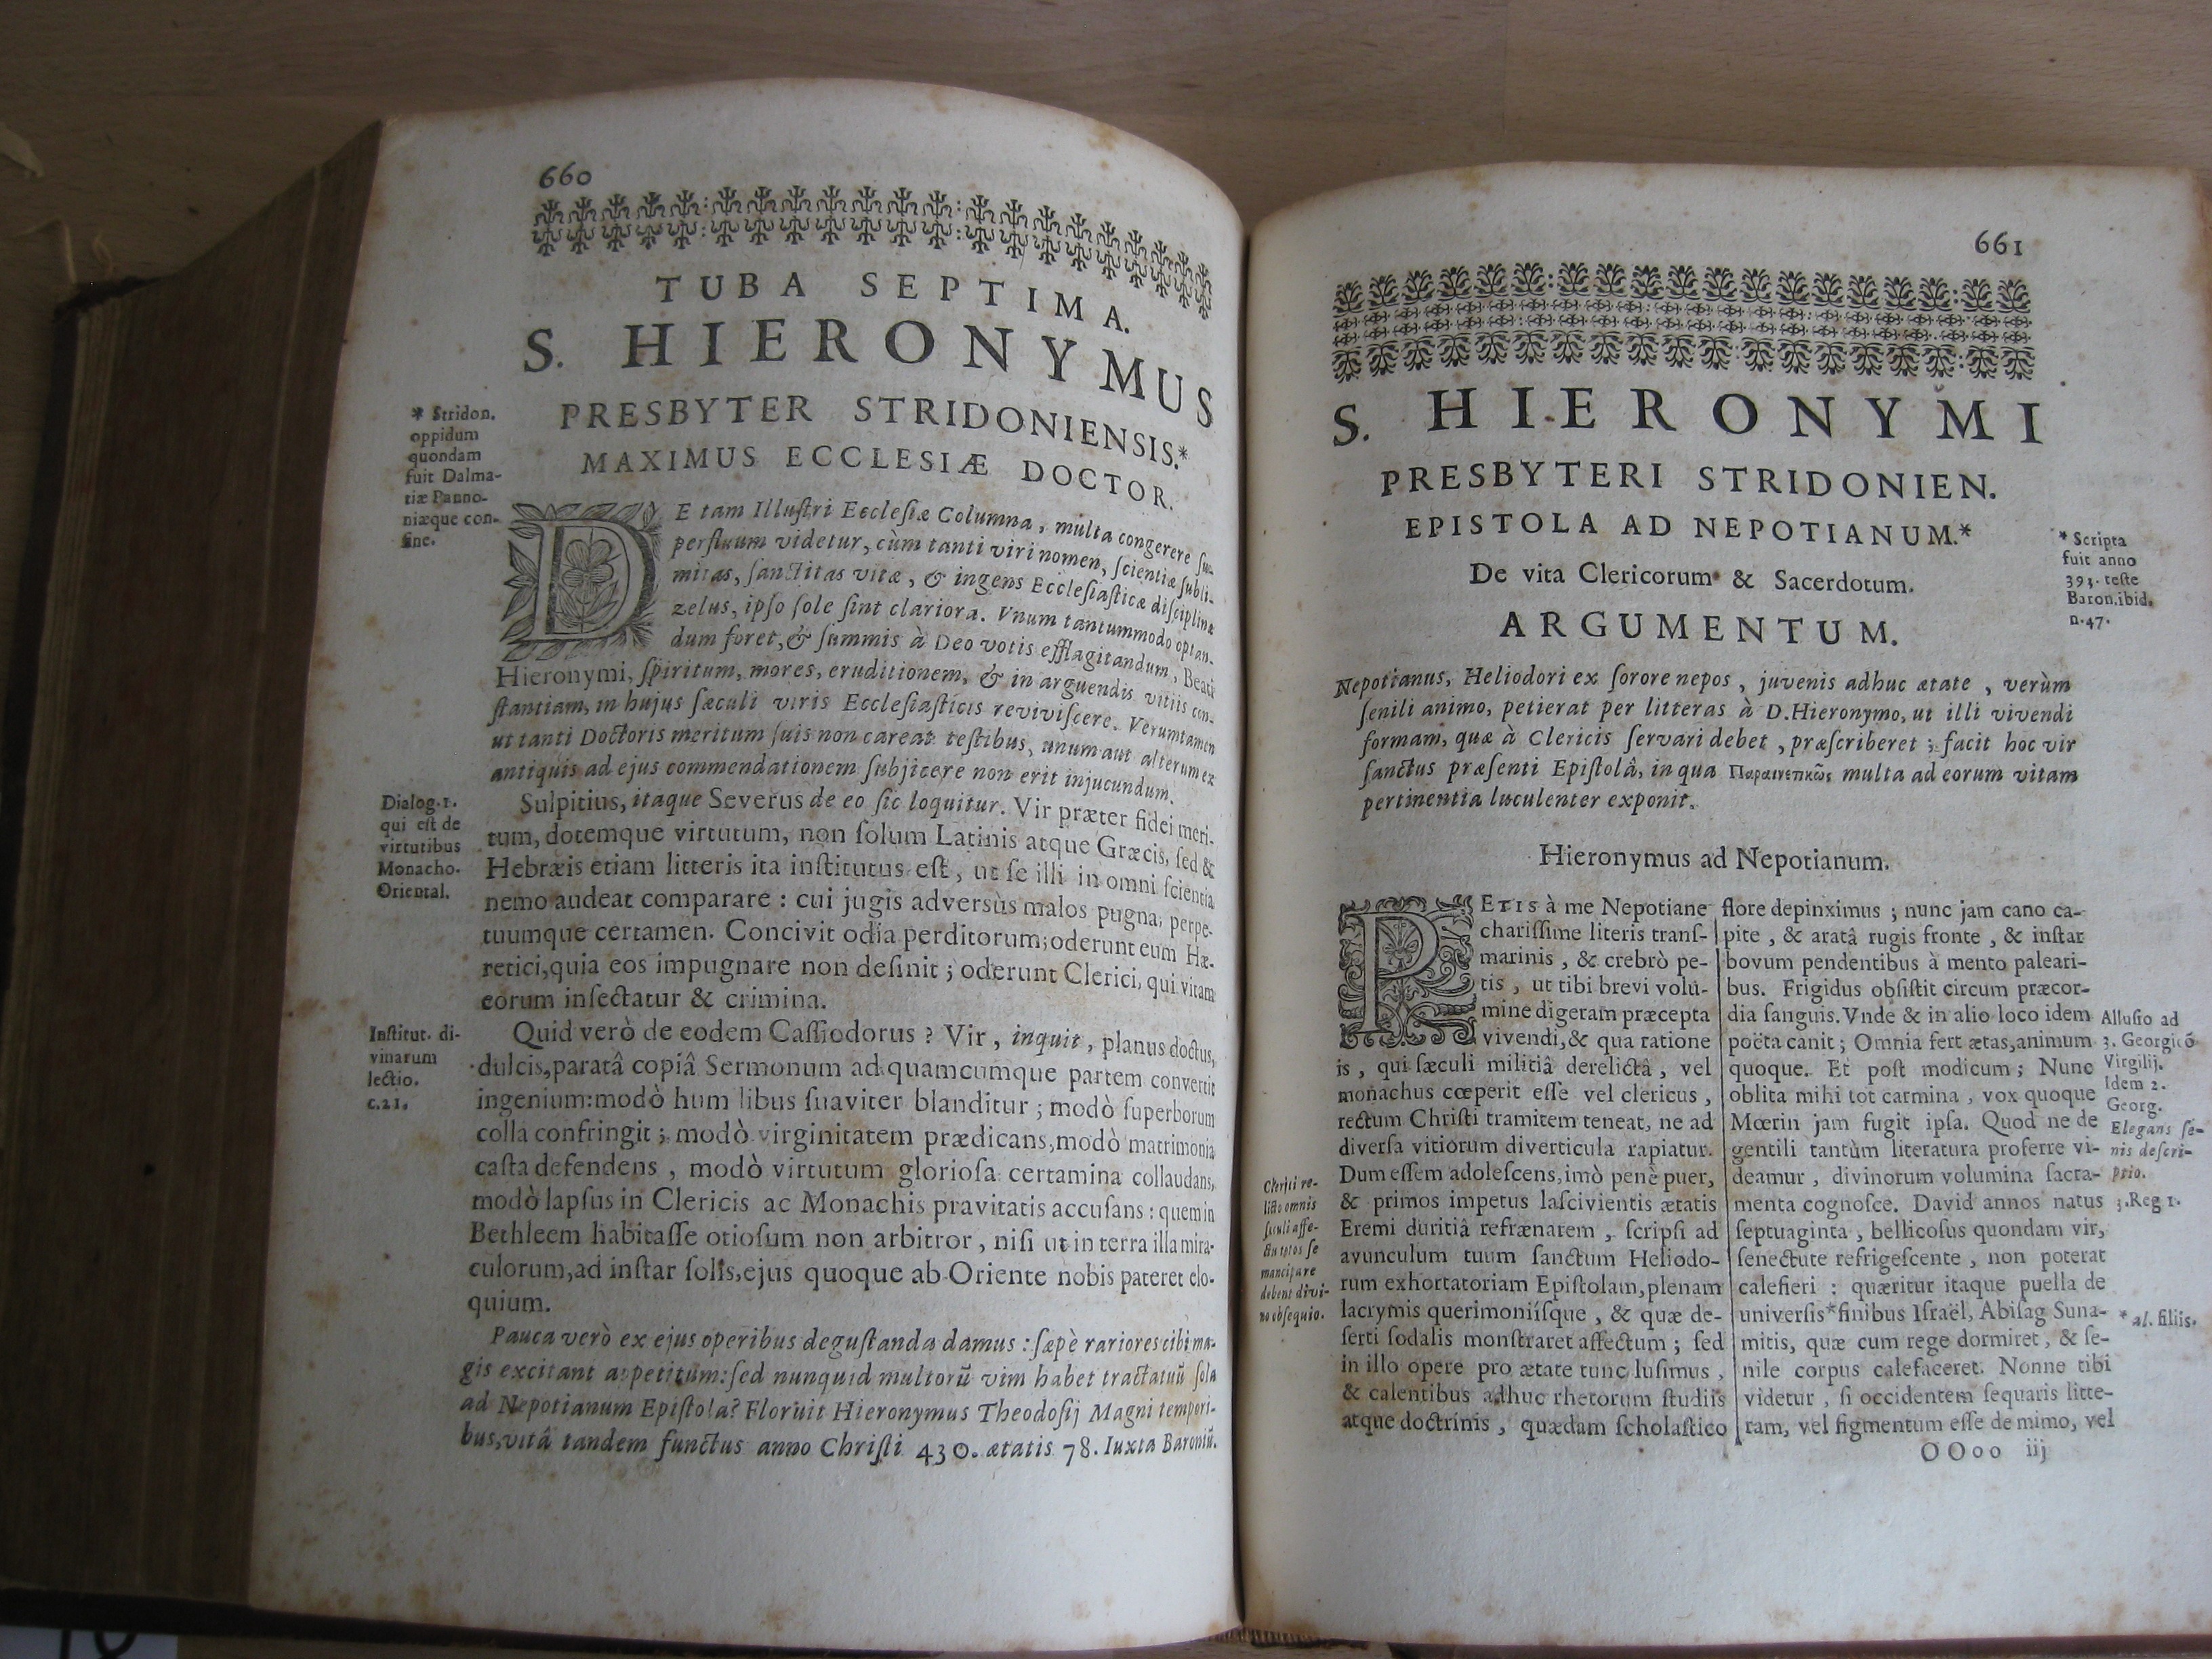 660
TUBA SEPTIMA.
S. HIERONYMUS
PRESBYTER STRIDONIENSIS.*
MAXIMUS ECCLESIÆ DOCTOR.
* Stridon.
oppidum
quondam
fuit Dalma-
tiæ Panno-
niæque con-
fine.
DE tam Illuſtri Eccleſiæ Columna, multa congerere ſu-
perfluum videtur, cùm tanti viri nomen, ſcientiæ ſubli-
mitas, ſanctitas vitæ, & ingens Eccleſiaſticæ diſciplinæ
zelus, ipſo ſole ſint clariora. Vnum tantummodo optan-
dum foret, & ſummis à Deo votis efflagitandum, Beati
Hieronymi, ſpiritum, mores, eruditionem, & in arguendis vitiis con-
ſtantiam, in hujus ſæculi viris Eccleſiaſticis reviviſcere. Verumtamen
ut tanti Doctoris meritum ſuis non careat teſtibus, unum aut alterum ex
antiquis ad ejus commendationem ſubjicere non erit injucundum.
Dialog. 1.
qui eſt de
virtutibus
Monacho.
Oriental.
Sulpitius, itaque Severus de eo ſic loquitur. Vir præter fidei meri-
tum, dotemque virtutum, non ſolum Latinis atque Græcis, ſed &
Hebræis etiam litteris ita inſtitutus eſt, ut ſe illi in omni ſcientia
nemo audeat comparare : cui jugis adversùs malos pugna, perpe-
tuumque certamen. Concivit odia perditorum; oderunt eum Hæ-
retici, quia eos impugnare non deſinit ; oderunt Clerici, qui vitam
eorum inſectatur & crimina.
Inſtitut. di-
vinarum
lectio.
c.21.
Quid verò de eodem Caſſiodorus ? Vir, inquit, planus doctus,
dulcis, paratâ copiâ Sermonum ad quamcumque partem convertit
ingenium: modò hum libus ſuaviter blanditur ; modò ſuperborum
colla confringit ; modò virginitatem prædicans, modò matrimonia
caſta defendens, modò virtutum glorioſa certamina collaudans,
modò lapſus in Clericis ac Monachis pravitatis accuſans : quem in
Bethleem habitaſſe otioſum non arbitror, niſi ut in terra illa mira-
culorum, ad inſtar ſolis, ejus quoque ab Oriente nobis pateret elo-
quium.
Pauca verò ex ejus operibus deguſtanda damus : ſæpè rariores cibi ma-
gis excitant appetitum: ſed nunquid multorũ vim habet tractatuũ ſola
ad Nepotianum Epiſtola? Floruit Hieronymus Theodoſij Magni tempori-
bus, vitâ tandem functus anno Chriſti 430. ætatis 78. Iuxta Baroniũ.
661
S. HIERONYMI
PRESBYTERI STRIDONIEN.
EPISTOLA AD NEPOTIANUM.*
De vita Clericorum & Sacerdotum.
* Scripta
fuit anno
393. teſte
Baron. ibid.
n.47.
ARGUMENTUM.
Nepotianus, Heliodori ex ſorore nepos, juvenis adhuc ætate, verùm
ſenili animo, petierat per litteras à D. Hieronymo, ut illi vivendi
formam, quæ à Clericis ſervari debet, præſcriberet ; facit hoc vir
ſanctus præſenti Epiſtolâ, in qua Παραινετικῶς multa ad eorum vitam
pertinentia luculenter exponit.
Hieronymus ad Nepotianum.
PETIS à me Nepotiane
chariſſime literis tranſ-
marinis, & crebrò pe-
tis, ut tibi brevi volu-
mine digeram præcepta
vivendi, & qua ratione
is, qui ſæculi militiâ derelictâ, vel
monachus cœperit eſſe vel clericus,
rectum Chriſti tramitem teneat, ne ad
diverſa vitiorum diverticula rapiatur.
Dum eſſem adoleſcens, imò penè puer,
& primos impetus laſcivientis ætatis
Eremi duritiâ refrænarem, ſcripſi ad
avunculum tuum ſanctum Heliodo-
rum exhortatoriam Epiſtolam, plenam
lacrymis querimoniíſque, & quæ de-
ſerti ſodalis monſtraret affectum ; ſed
in illo opere pro ætate tunc luſimus,
& calentibus adhuc rhetorum ſtudiis
atque doctrinis, quædam ſcholaſtico
Clerici re-
licto omnis
ſæculi affe-
ctu totos ſe
mancipare
debent divi-
no obſequio.
flore depinximus ; nunc jam cano ca-
pite, & aratâ rugis fronte, & inſtar
bovum pendentibus à mento paleari-
bus. Frigidus obſiſtit circum præcor-
dia ſanguis. Vnde & in alio loco idem
poëta canit ; Omnia fert ætas, animum
quoque. Et poſt modicum ; Nunc
oblita mihi tot carmina, vox quoque
Mœrin jam fugit ipſa. Quod ne de
gentili tantùm literatura proferre vi-
deamur, divinorum volumina ſacra-
menta cognoſce. David annos natus
ſeptuaginta, bellicoſus quondam vir,
ſenectute refrigeſcente, non poterat
calefieri : quæritur itaque puella de
univerſis*finibus Iſraël, Abiſag Suna-
mitis, quæ cum rege dormiret, & ſe-
nile corpus calefaceret. Nonne tibi
videtur, ſi occidentem ſequaris litte-
ram, vel figmentum eſſe de mimo, vel
Alluſio ad
3. Georgicõ
Virgilij.
Idem 2.
Georg.
Elegans ſe-
nis deſcri-
ptio.
3. Reg 1.
* al. filiis.
OOoo iij